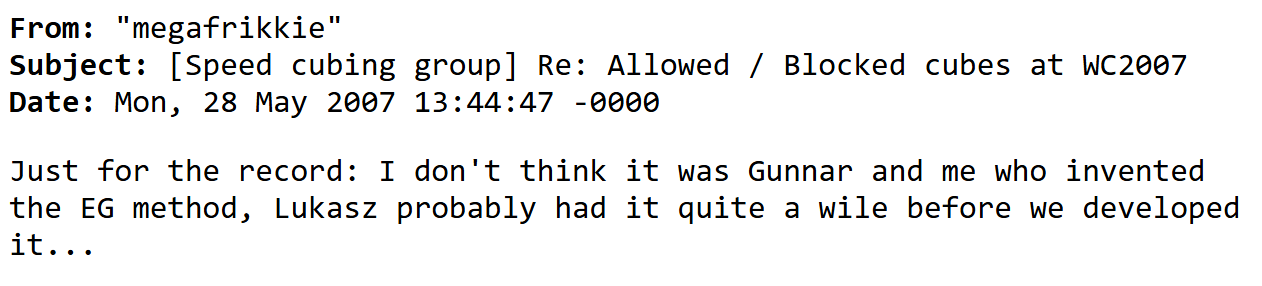 From: "megafrikkie"
Subject: [Speed cubing group] Re: Allowed / Blocked cubes at WC2007
Date: Mon, 28 May 2007 13:44:47 -0000
Just for the record: I don't think it was Gunnar and me who invented
the EG method, Lukasz probably had it quite a wile before we developed
it...